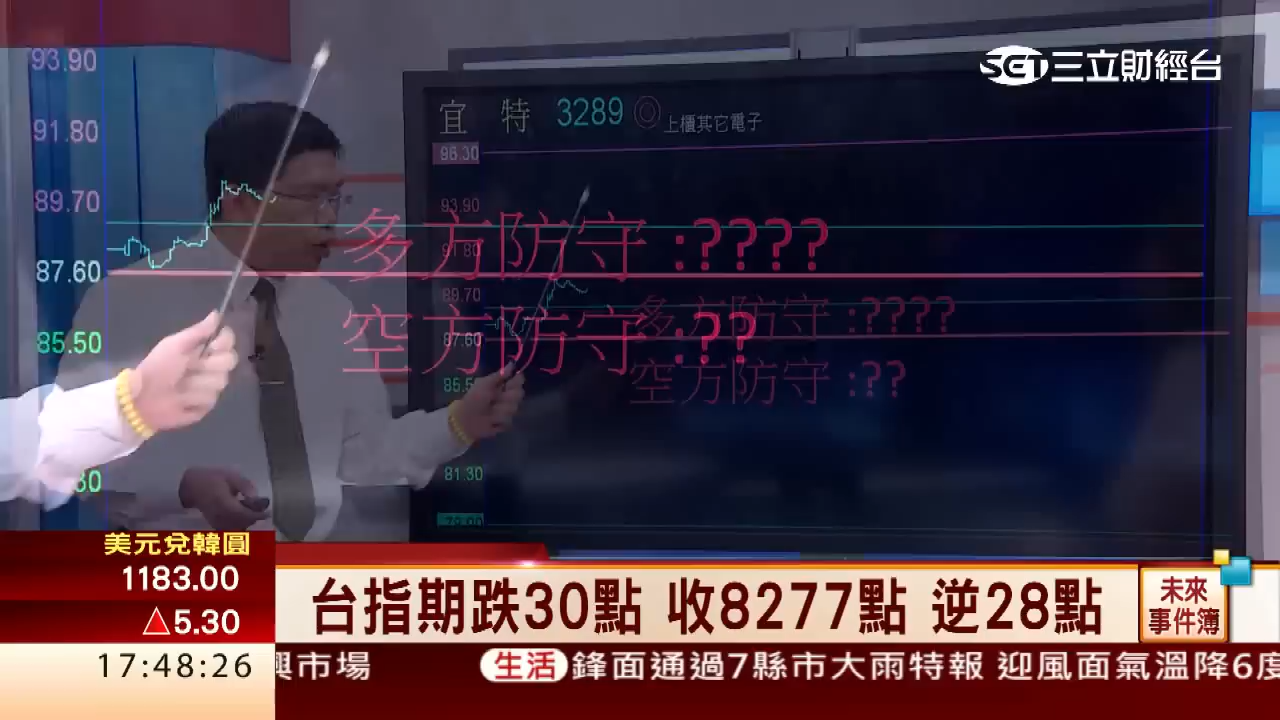 93.90
SET三立財經台
宜 特 3289 ◎上櫃其它電子
91.80
96.30
89.70
93.90
多方防守 :????
91.80
87.60
89.70
多方防守 :????
空方防守 :??
87.60
85.50
空方防守 :??
81.30
美元兌韓圓
1183.00
△5.30
台指期跌30點 收8277點 逆28點
未來
事件簿
17:48:26
興市場 生活 鋒面通過7縣市大雨特報 迎風面氣溫降6度